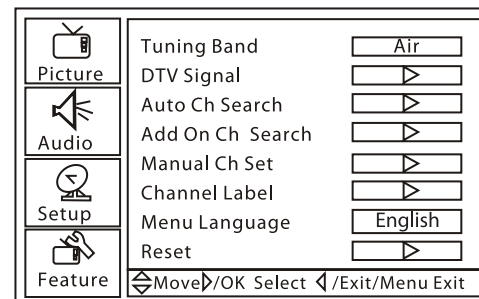 Picture
Audio
Setup
Feature
Tuning Band Air
DTV Signal
Auto Ch Search
Add On Ch Search
Manual Ch Set
Channel Label
Menu Language English
Reset
Move /OK Select /Exit/Menu Exit